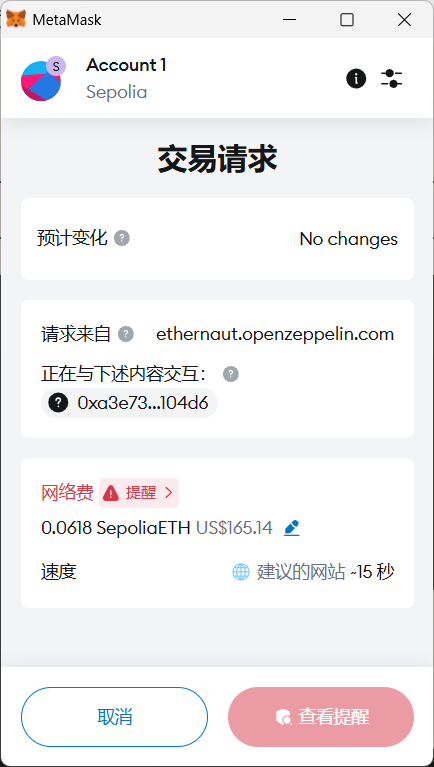 MetaMask
S
Account 1
Sepolia
交易请求
预计变化 ?
No changes
请求来自 ?
ethernaut.openzeppelin.com
正在与下述内容交互： ?
? 0xa3e73...104d6
网络费 提醒 >
0.0618 SepoliaETH US$165.14
速度
建议的网站 ~15 秒
取消
查看提醒